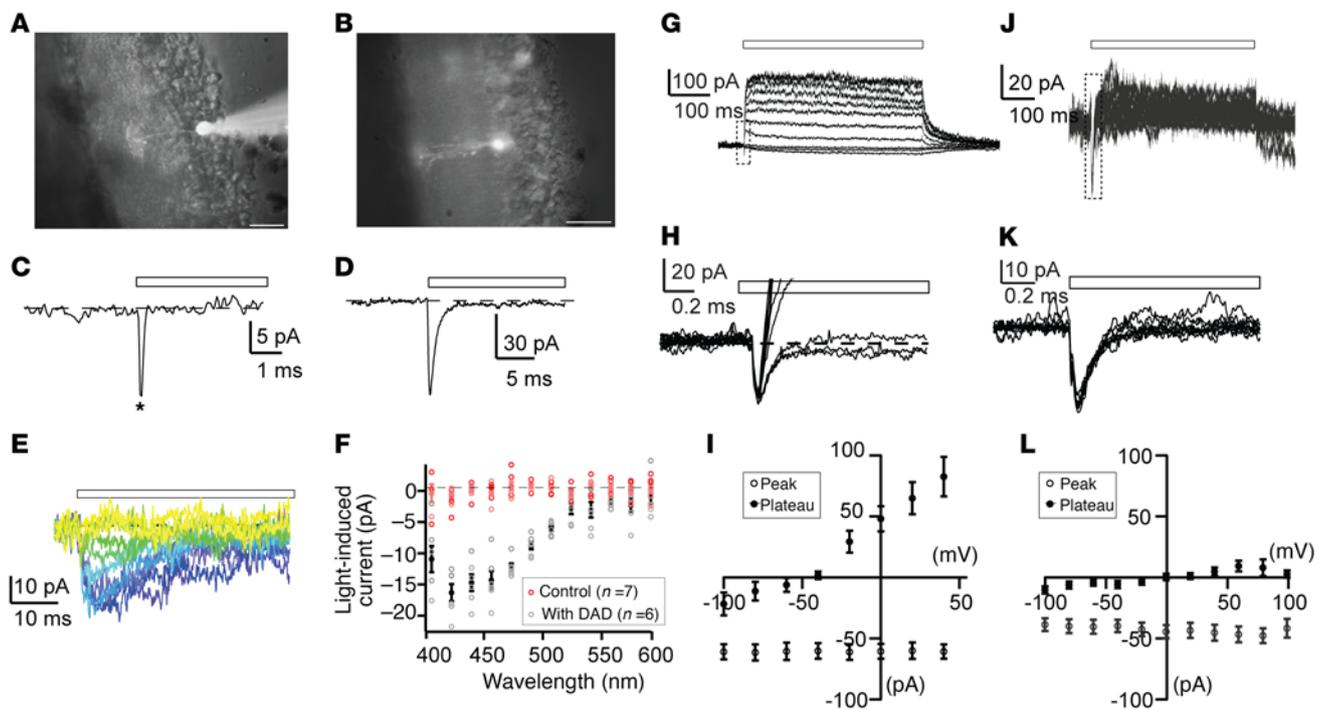 A
B
G
J
100 pA
100 ms
20 pA
100 ms
C
D
H
K
5 pA
1 ms
*
30 pA
5 ms
20 pA
0.2 ms
10 pA
0.2 ms
E
F
I
L
10 pA
10 ms
Light-induced
current (pA)
0
−5
−10
−15
−20
Control (n =7)
With DAD (n =6)
400 450 500 550 600
Wavelength (nm)
100
Peak
Plateau
50
(mV)
-100 -50 50
-50
-100
(pA)
100
Peak
Plateau
50
(mV)
-100 -50 50 100
-50
-100
(pA)